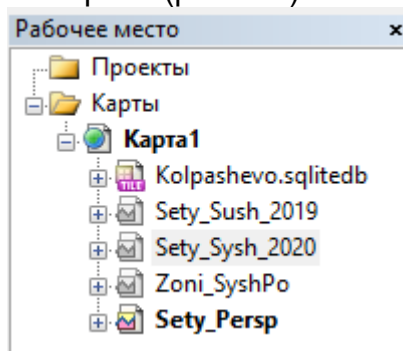 Рабочее место
Проекты
Карты
Карта1
TILE Kolpashevo.sqlitedb
Sety_Sush_2019
Sety_Sysh_2020
Zoni_SyshPo
Sety_Persp